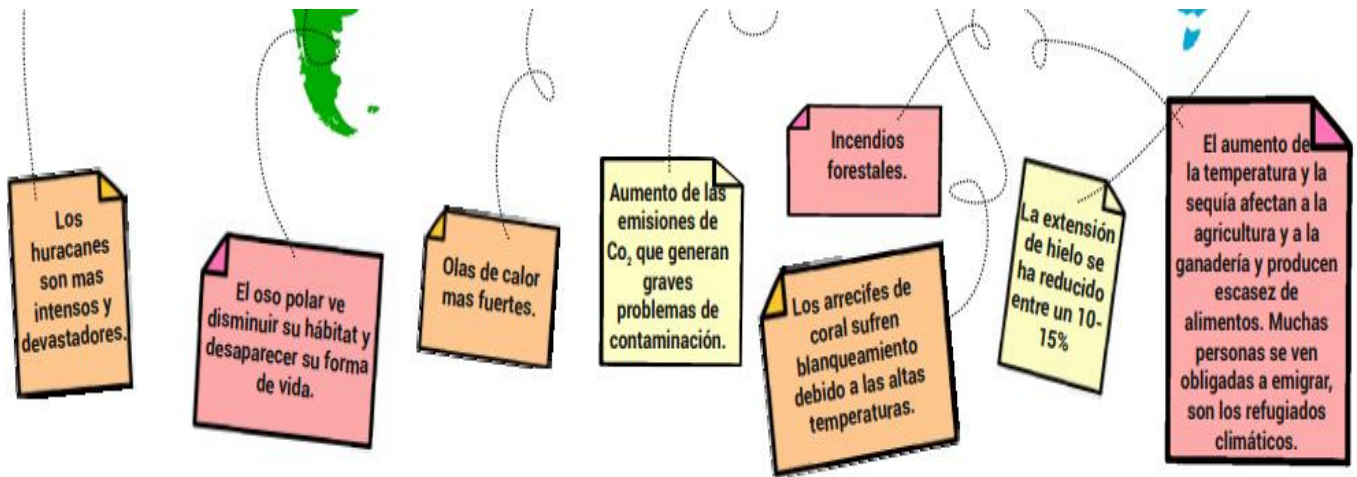 Los
huracanes
son mas
intensos y
devastadores.
El oso polar ve
disminuir su hábitat y
desaparecer su forma
de vida.
Olas de calor
mas fuertes.
Aumento de las
emisiones de
Co₂ que generan
graves
problemas de
contaminación.
Incendios
forestales.
Los arrecifes de
coral sufren
blanqueamiento
debido a las altas
temperaturas.
La extensión
de hielo se
ha reducido
entre un 10-
15%
El aumento de
la temperatura y la
sequía afectan a la
agricultura y a la
ganadería y producen
escasez de
alimentos. Muchas
personas se ven
obligadas a emigrar,
son los refugiados
climáticos.